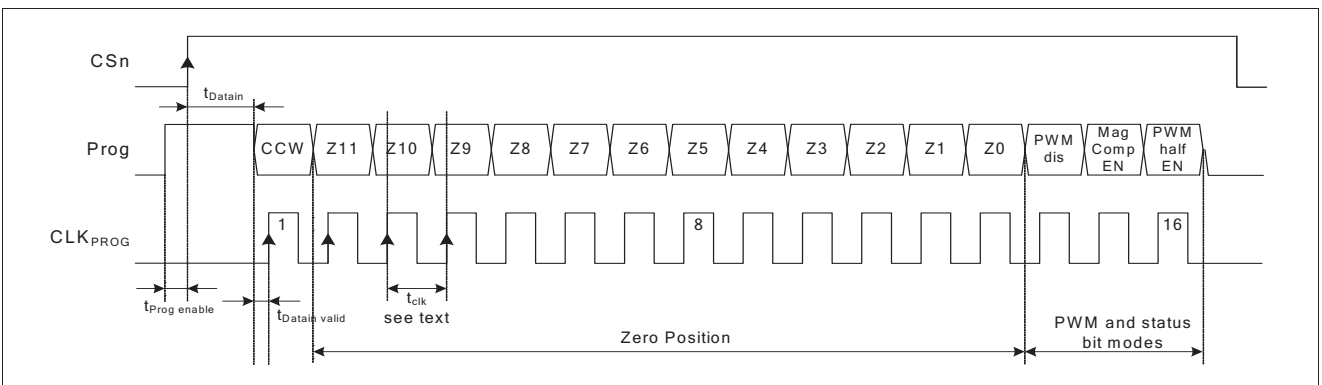 CSn
tDatain
Prog
CCW Z11 Z10 Z9 Z8 Z7 Z6 Z5 Z4 Z3 Z2 Z1 Z0
PWM
dis
Mag
Comp
EN
PWM
half
EN
CLKPROG
1 8 16
tProg enable
tDatain valid
tclk
see text
Zero Position
PWM and status
bit modes